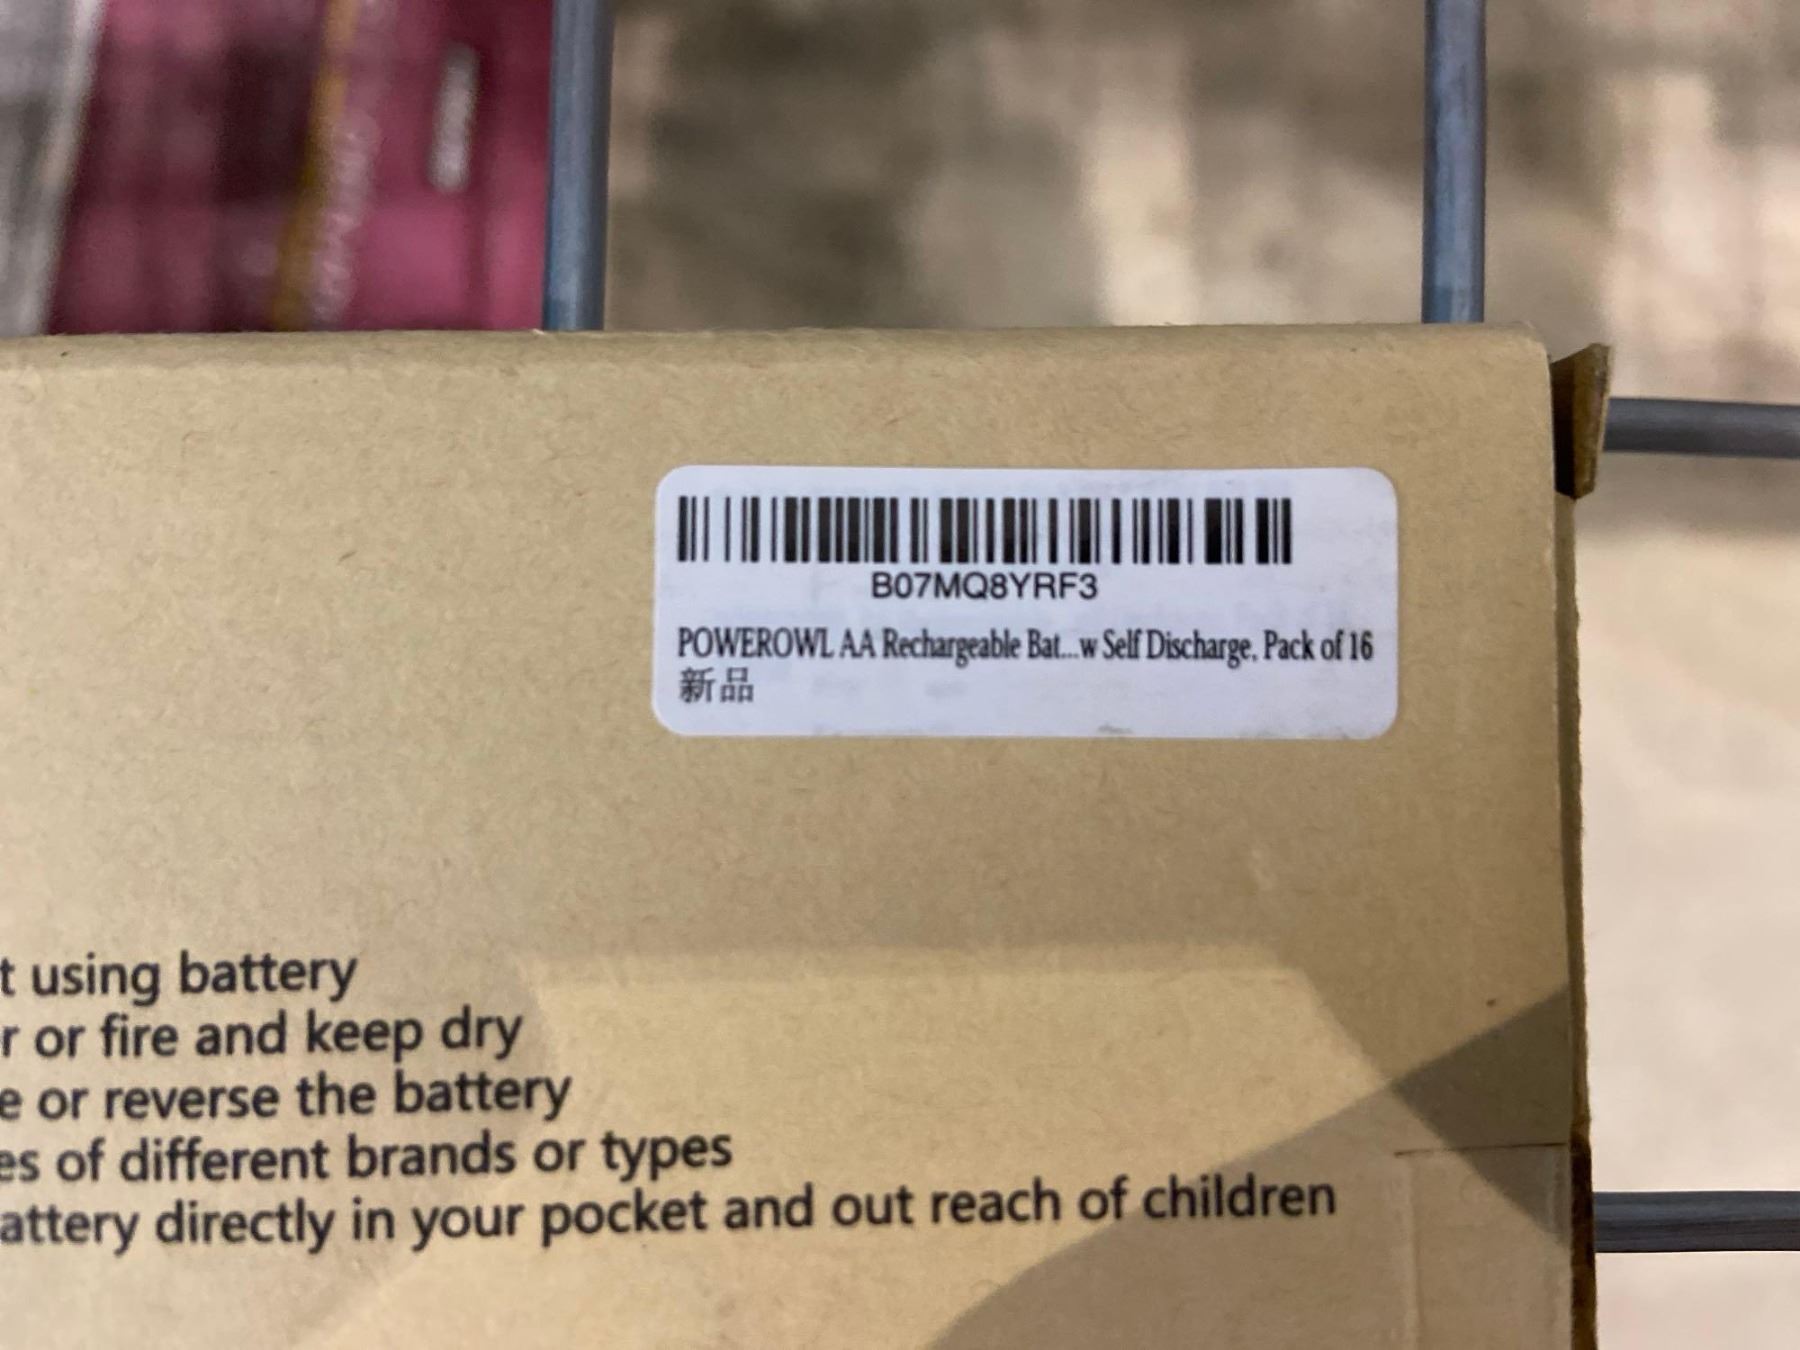 B07MQ8YRF3
POWEROWL AA Rechargeable Bat...w Self Discharge, Pack of 16
新品
t using battery
r or fire and keep dry
e or reverse the battery
es of different brands or types
attery directly in your pocket and out reach of children